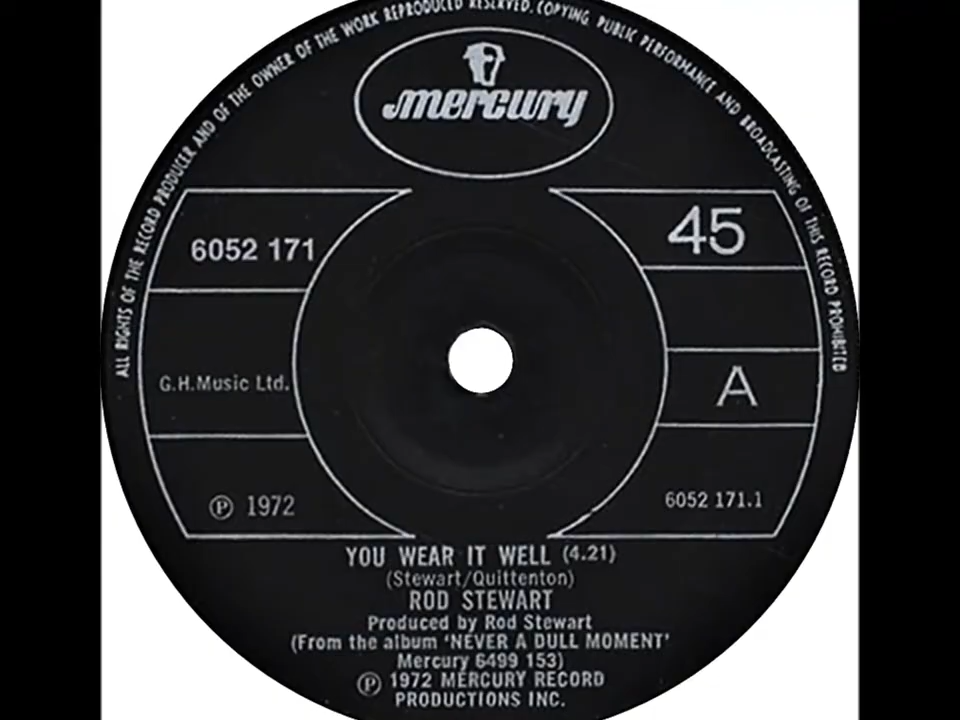 ALL RIGHTS OF THE RECORD PRODUCER AND OF THE OWNER OF THE WORK REPRODUCED RESERVED. COPYING, PUBLIC PERFORMANCE AND BROADCASTING OF THIS RECORD PROHIBITED
mercury
6052 171
45
G.H.Music Ltd.
A
℗ 1972
6052 171.1
YOU WEAR IT WELL (4.21)
(Stewart/Quittenton)
ROD STEWART
Produced by Rod Stewart
(From the album 'NEVER A DULL MOMENT'
Mercury 6499 153)
℗ 1972 MERCURY RECORD
PRODUCTIONS INC.